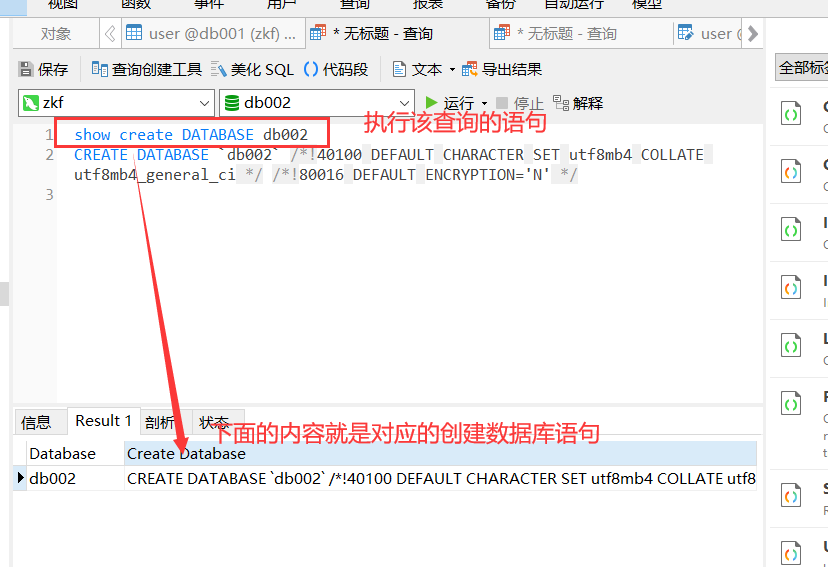 视图 函数 事件 用户 查询 报表 备份 自动运行 模型
对象 user @db001 (zkf) ... * 无标题 - 查询 * 无标题 - 查询 user
保存 查询创建工具 美化 SQL () 代码段 文本 导出结果
全部标签
zkf db002 运行 停止 解释
执行该查询的语句
1 show create DATABASE db002
2 CREATE DATABASE `db002` /*!40100 DEFAULT CHARACTER SET utf8mb4 COLLATE
utf8mb4_general_ci */ /*!80016 DEFAULT ENCRYPTION='N' */
3
信息 Result 1 剖析 状态
下面的内容就是对应的创建数据库语句
Database Create Database
db002 CREATE DATABASE `db002` /*!40100 DEFAULT CHARACTER SET utf8mb4 COLLATE utf8